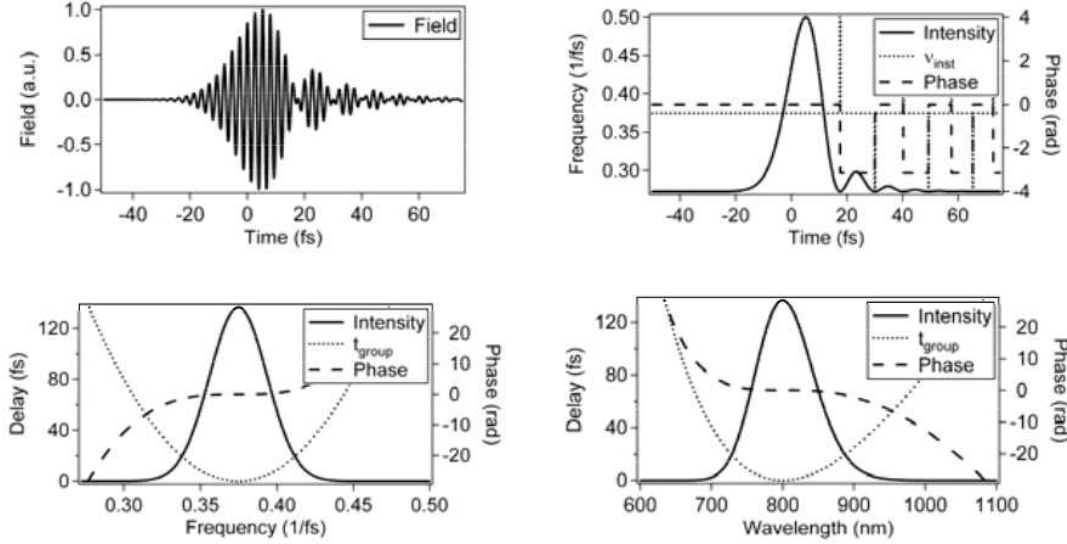 1.0
0.5
0.0
-0.5
-1.0
Field (a.u.)
Field
-40 -20 0 20 40 60
Time (fs)
0.50
0.45
0.40
0.35
0.30
Frequency (1/fs)
Intensity
νinst
Phase
4
2
0
-2
-4
Phase (rad)
-40 -20 0 20 40 60
Time (fs)
120
80
40
0
Delay (fs)
Intensity
tgroup
Phase
20
10
0
-10
-20
Phase (rad)
0.30 0.35 0.40 0.45 0.50
Frequency (1/fs)
120
80
40
0
Delay (fs)
Intensity
tgroup
Phase
20
10
0
-10
-20
Phase (rad)
600 700 800 900 1000 1100
Wavelength (nm)